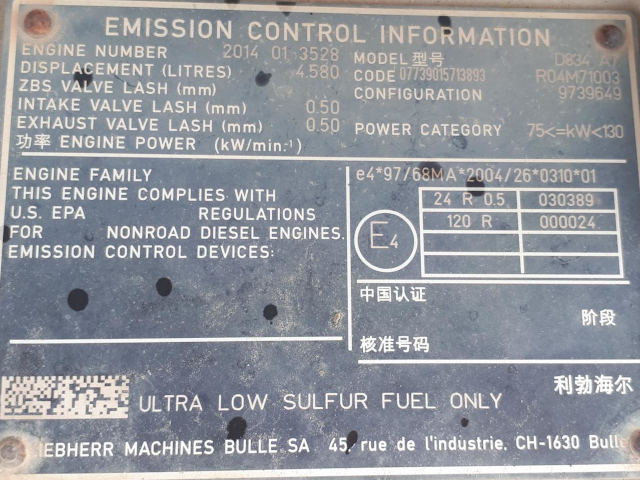 EMISSION CONTROL INFORMATION
ENGINE NUMBER 2014 01 3528
DISPLACEMENT (LITRES) 4.580
ZBS VALVE LASH (mm)
INTAKE VALVE LASH (mm) 0.50
EXHAUST VALVE LASH (mm) 0.50
功率 ENGINE POWER (kW/min.-¹)
MODEL 型号 D834 A7
CODE 07739015713893 R04M71003
CONFIGURATION 9739649
POWER CATEGORY 75<=kW<130
ENGINE FAMILY
THIS ENGINE COMPLIES WITH
U.S. EPA REGULATIONS
FOR NONROAD DIESEL ENGINES.
EMISSION CONTROL DEVICES:
e4*97/68MA*2004/26*0310*01
E4
24 R 0.5 030389
120 R 000024
中国认证
阶段
核准号码
利勃海尔
ULTRA LOW SULFUR FUEL ONLY
LIEBHERR MACHINES BULLE SA 45, rue de l'industrie, CH-1630 Bulle